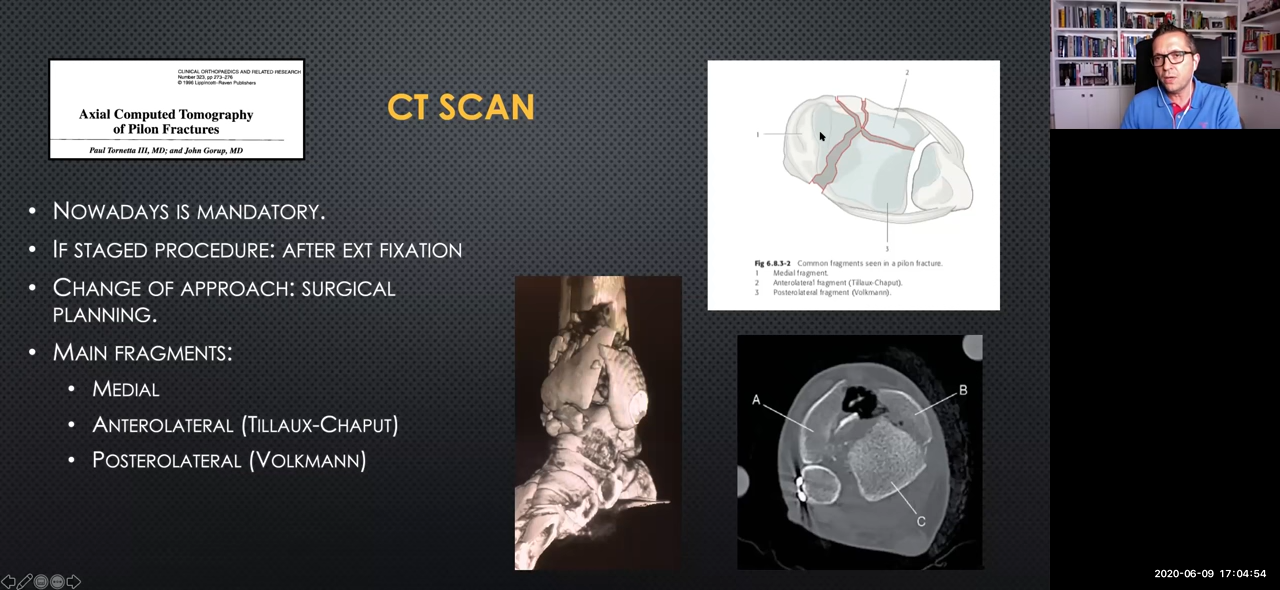 CLINICAL ORTHOPAEDICS AND RELATED RESEARCH
Number 323, pp 273–276
© 1996 Lippincott-Raven Publishers
Axial Computed Tomography
of Pilon Fractures
Paul Tornetta III, MD; and John Gorup, MD
CT SCAN
• Nowadays is mandatory.
• If staged procedure: after ext fixation
• Change of approach: surgical
planning.
• Main fragments:
• Medial
• Anterolateral (Tillaux-Chaput)
• Posterolateral (Volkmann)
2
1
3
Fig 6.8.3-2 Common fragments seen in a pilon fracture.
1 Medial fragment.
2 Anterolateral fragment (Tillaux-Chaput).
3 Posterolateral fragment (Volkmann).
A
B
C
2020-06-09 17:04:54